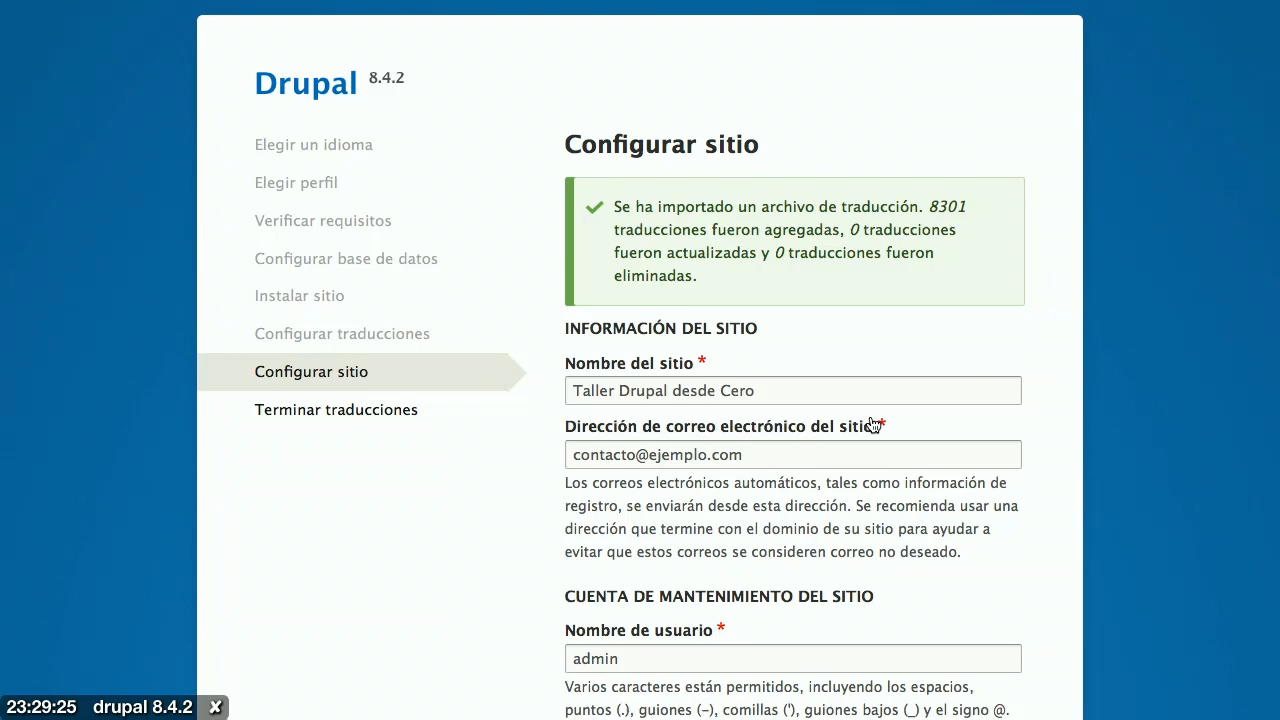 Drupal 8.4.2
Elegir un idioma
Elegir perfil
Verificar requisitos
Configurar base de datos
Instalar sitio
Configurar traducciones
Configurar sitio
Terminar traducciones
Configurar sitio
Se ha importado un archivo de traducción. 8301
traducciones fueron agregadas, 0 traducciones
fueron actualizadas y 0 traducciones fueron
eliminadas.
INFORMACIÓN DEL SITIO
Nombre del sitio *
Taller Drupal desde Cero
Dirección de correo electrónico del sitio *
contacto@ejemplo.com
Los correos electrónicos automáticos, tales como información de
registro, se enviarán desde esta dirección. Se recomienda usar una
dirección que termine con el dominio de su sitio para ayudar a
evitar que estos correos se consideren correo no deseado.
CUENTA DE MANTENIMIENTO DEL SITIO
Nombre de usuario *
admin
Varios caracteres están permitidos, incluyendo los espacios,
puntos (.), guiones (-), comillas ('), guiones bajos (_) y el signo @.
23:29:25 drupal 8.4.2 ✘